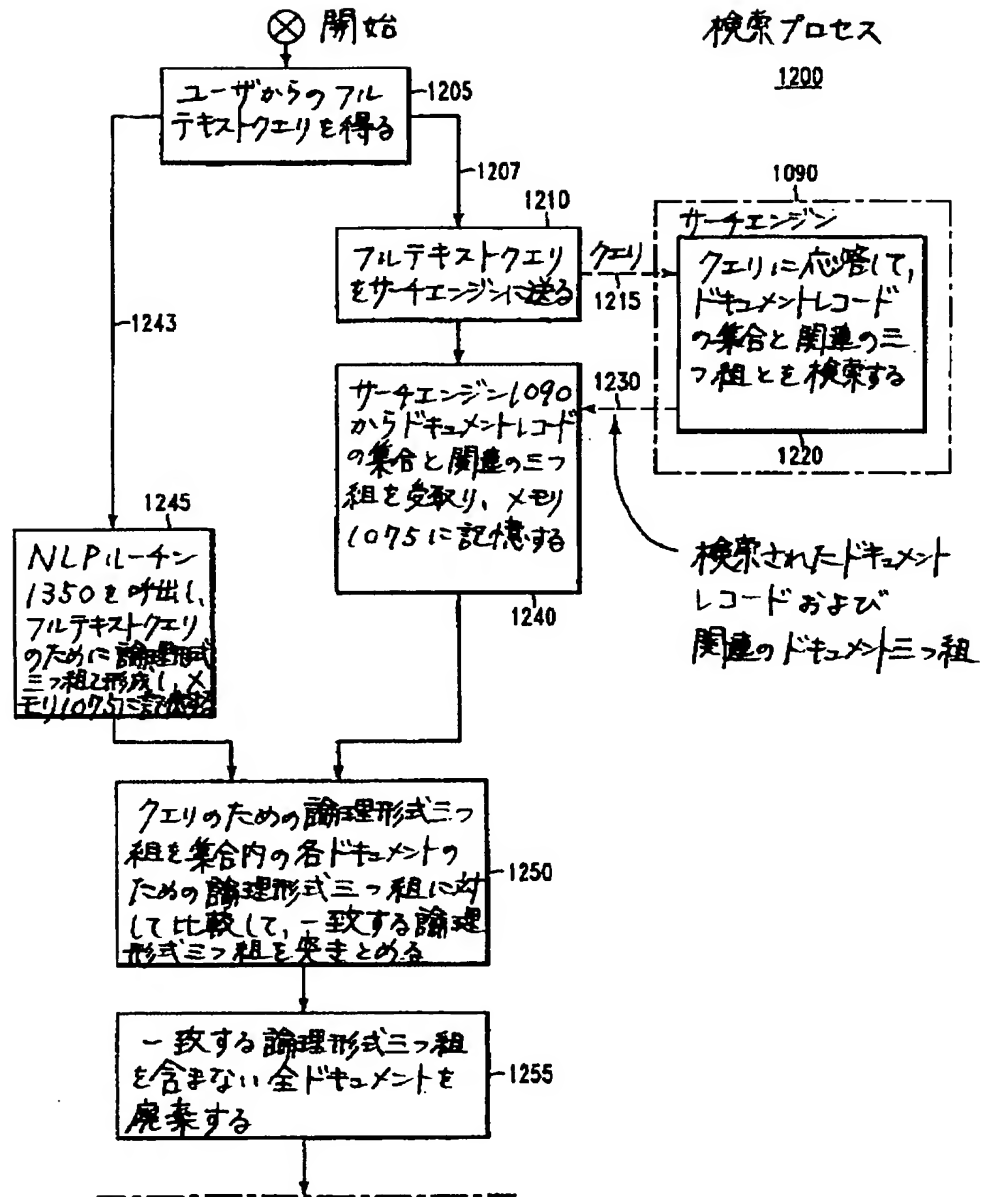 開始
検索プロセス
1200
ユーザからのフル
テキストクエリを得る
1205
1207
1210
フルテキストクエリ
をサーチエンジンに送る
クエリ
1215
1090
サーチエンジン
クエリに応答して,
ドキュメントレコード
の集合と関連の三
つ組とを検索する
1220
1230
サーチエンジン1090
からドキュメントレコード
の集合と関連の三つ
組を受取り、メモリ
1075に記憶する
1240
検索されたドキュメント
レコードおよび
関連のドキュメント三つ組
1243
1245
NLPルーチン
1350を呼出し,
フルテキストクエリ
のために論理形式
三つ組を形成し,メ
モリ1075に記憶する
クエリのための論理形式三つ
組を集合内の各ドキュメントの
ための論理形式三つ組に対
して比較して,一致する論理
形式三つ組を突きとめる
1250
一致する論理形式三つ組
を含まない全ドキュメントを
廃棄する
1255